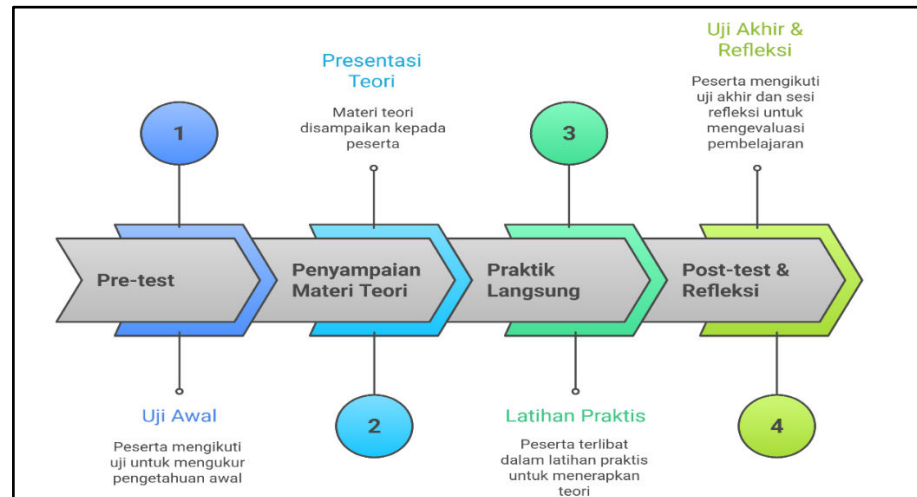 1
Pre-test
Uji Awal
Peserta mengikuti
uji untuk mengukur
pengetahuan awal
Presentasi
Teori
Materi teori
disampaikan kepada
peserta
Penyampaian
Materi Teori
2
3
Praktik
Langsung
Latihan Praktis
Peserta terlibat
dalam latihan praktis
untuk menerapkan
teori
Uji Akhir &
Refleksi
Peserta mengikuti
uji akhir dan sesi
refleksi untuk
mengevaluasi
pembelajaran
Post-test &
Refleksi
4